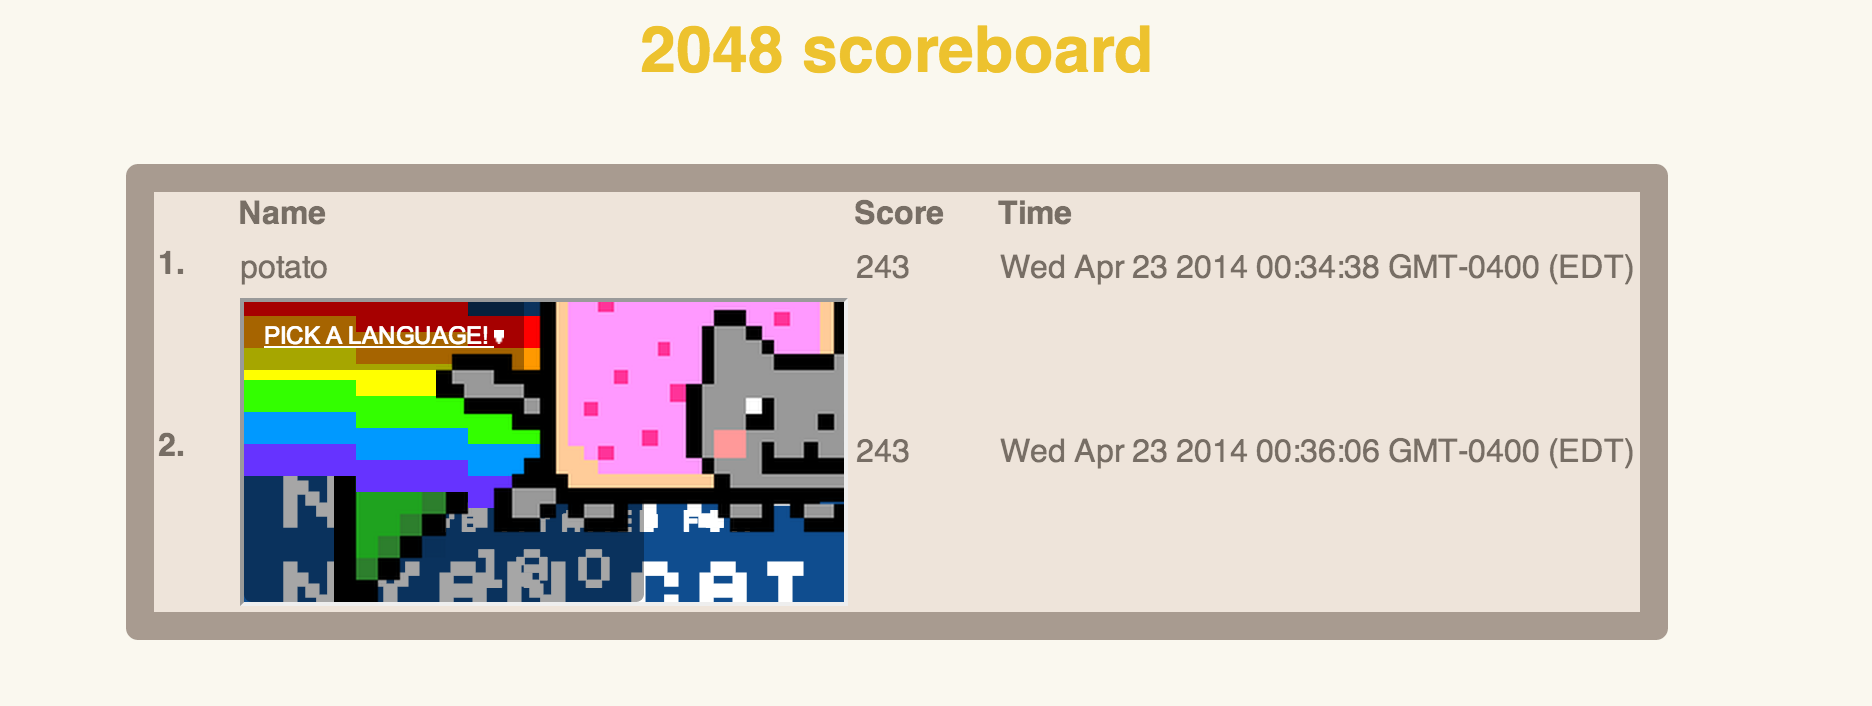 2048 scoreboard
Name Score Time
1. potato 243 Wed Apr 23 2014 00:34:38 GMT-0400 (EDT)
PICK A LANGUAGE!
2. 243 Wed Apr 23 2014 00:36:06 GMT-0400 (EDT)
cat